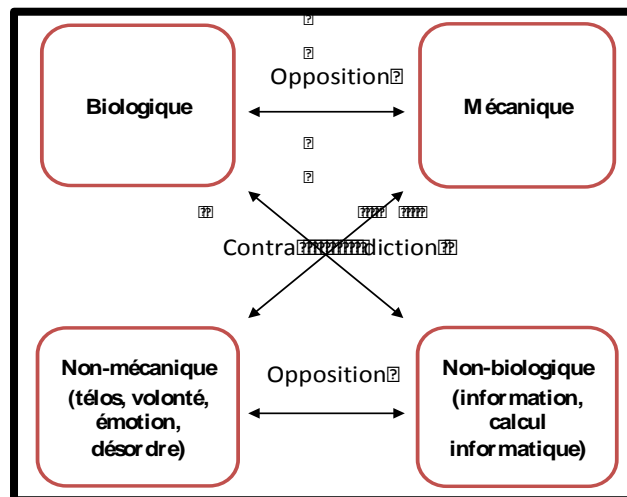 Opposition
Biologique
Mécanique
Contradiction
Non-mécanique
(télos, volonté,
émotion,
désordre)
Opposition
Non-biologique
(information,
calcul
informatique)